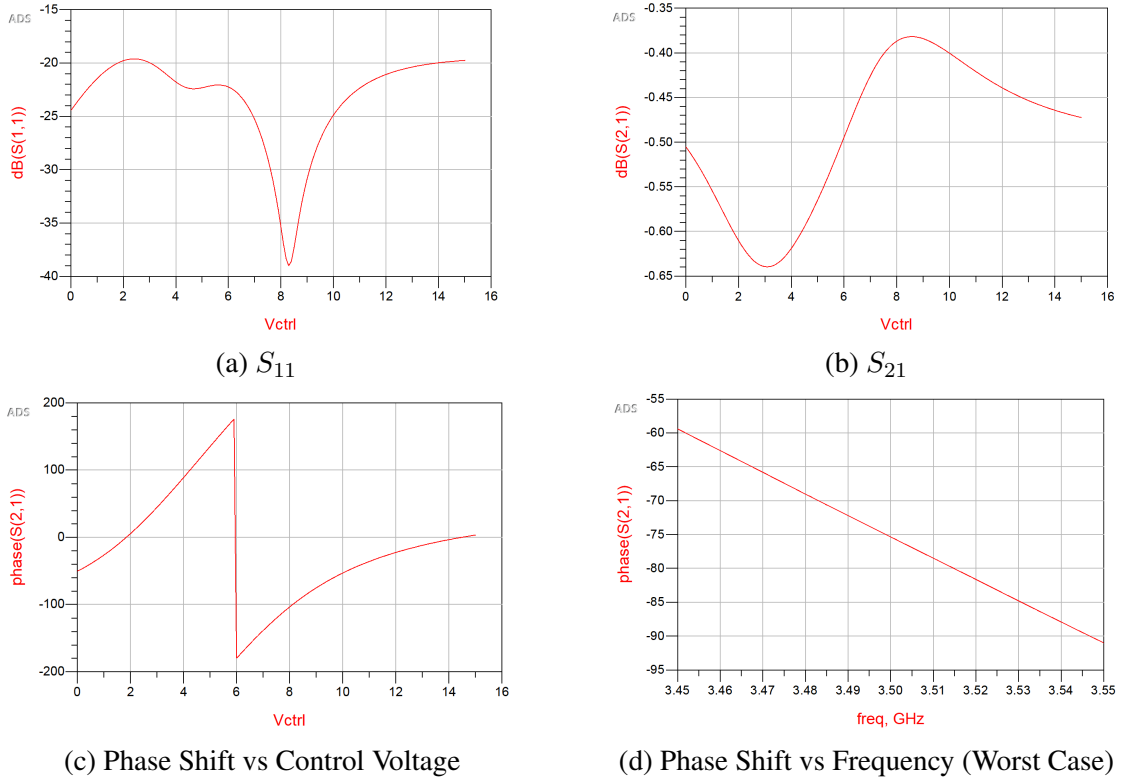 ADS
-15
-20
-25
-30
-35
-40
dB(S(1,1))
0 2 4 6 8 10 12 14 16
Vctrl
(a) S₁₁
ADS
-0.35
-0.40
-0.45
-0.50
-0.55
-0.60
-0.65
dB(S(2,1))
0 2 4 6 8 10 12 14 16
Vctrl
(b) S₂₁
ADS
200
100
0
-100
-200
phase(S(2,1))
0 2 4 6 8 10 12 14 16
Vctrl
(c) Phase Shift vs Control Voltage
ADS
-55
-60
-65
-70
-75
-80
-85
-90
-95
phase(S(2,1))
3.45 3.46 3.47 3.48 3.49 3.50 3.51 3.52 3.53 3.54 3.55
freq, GHz
(d) Phase Shift vs Frequency (Worst Case)